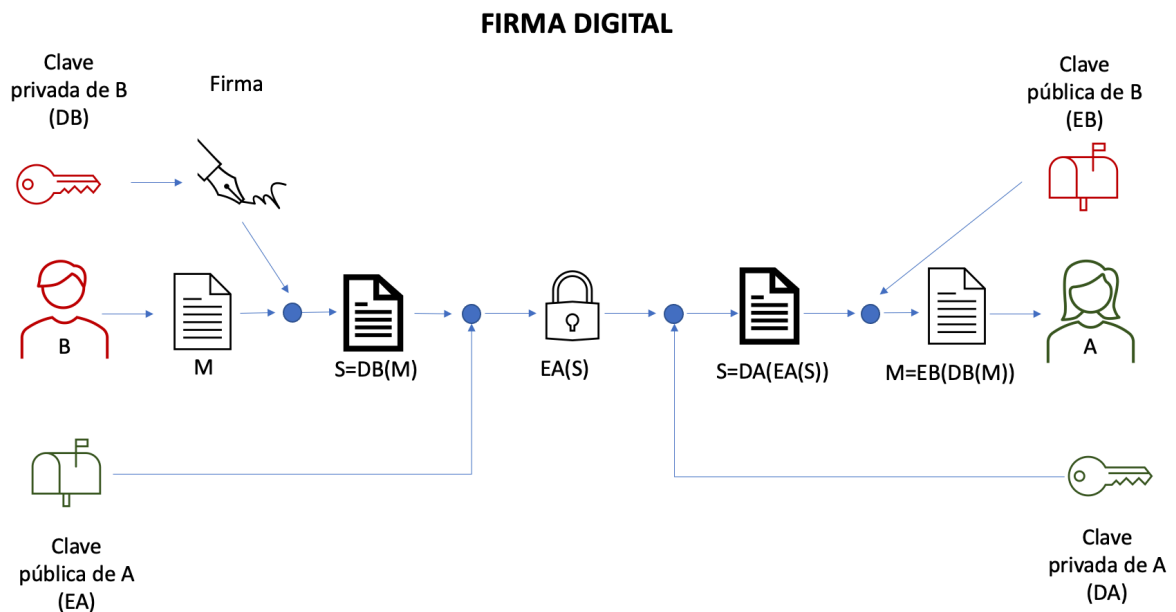 FIRMA DIGITAL
Clave
privada de B
(DB)
Firma
Clave
pública de B
(EB)
B
M
S=DB(M)
EA(S)
S=DA(EA(S))
M=EB(DB(M))
A
Clave
pública de A
(EA)
Clave
privada de A
(DA)